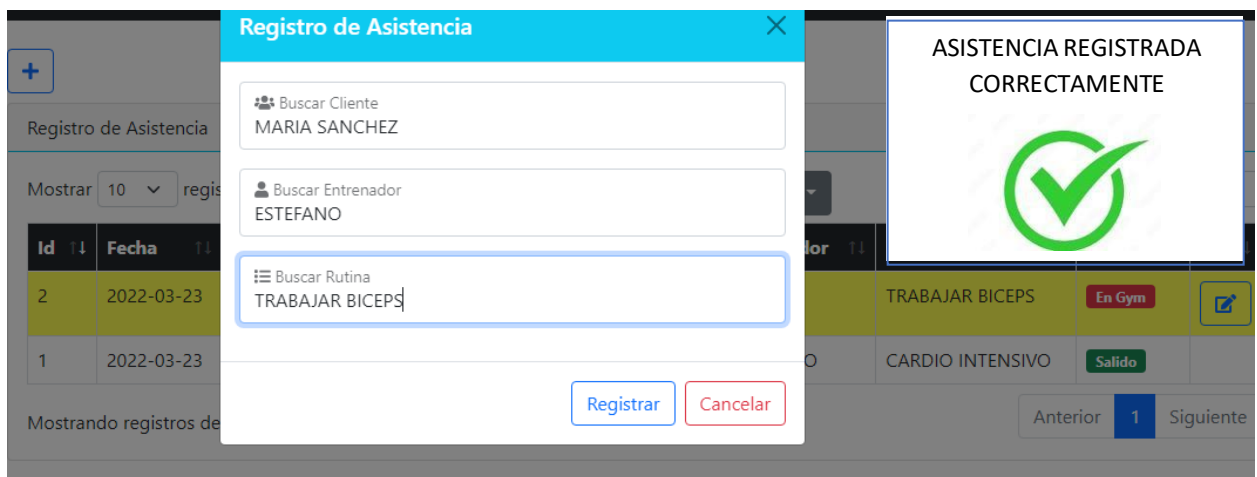 Registro de Asistencia
ASISTENCIA REGISTRADA
CORRECTAMENTE
+
Buscar Cliente
MARIA SANCHEZ
Registro de Asistencia
Mostrar 10 regis
Buscar Entrenador
ESTEFANO
Id Fecha dor
Buscar Rutina
TRABAJAR BICEPS
2 2022-03-23 TRABAJAR BICEPS En Gym
1 2022-03-23 O CARDIO INTENSIVO Salido
Registrar Cancelar
Mostrando registros de Anterior 1 Siguiente